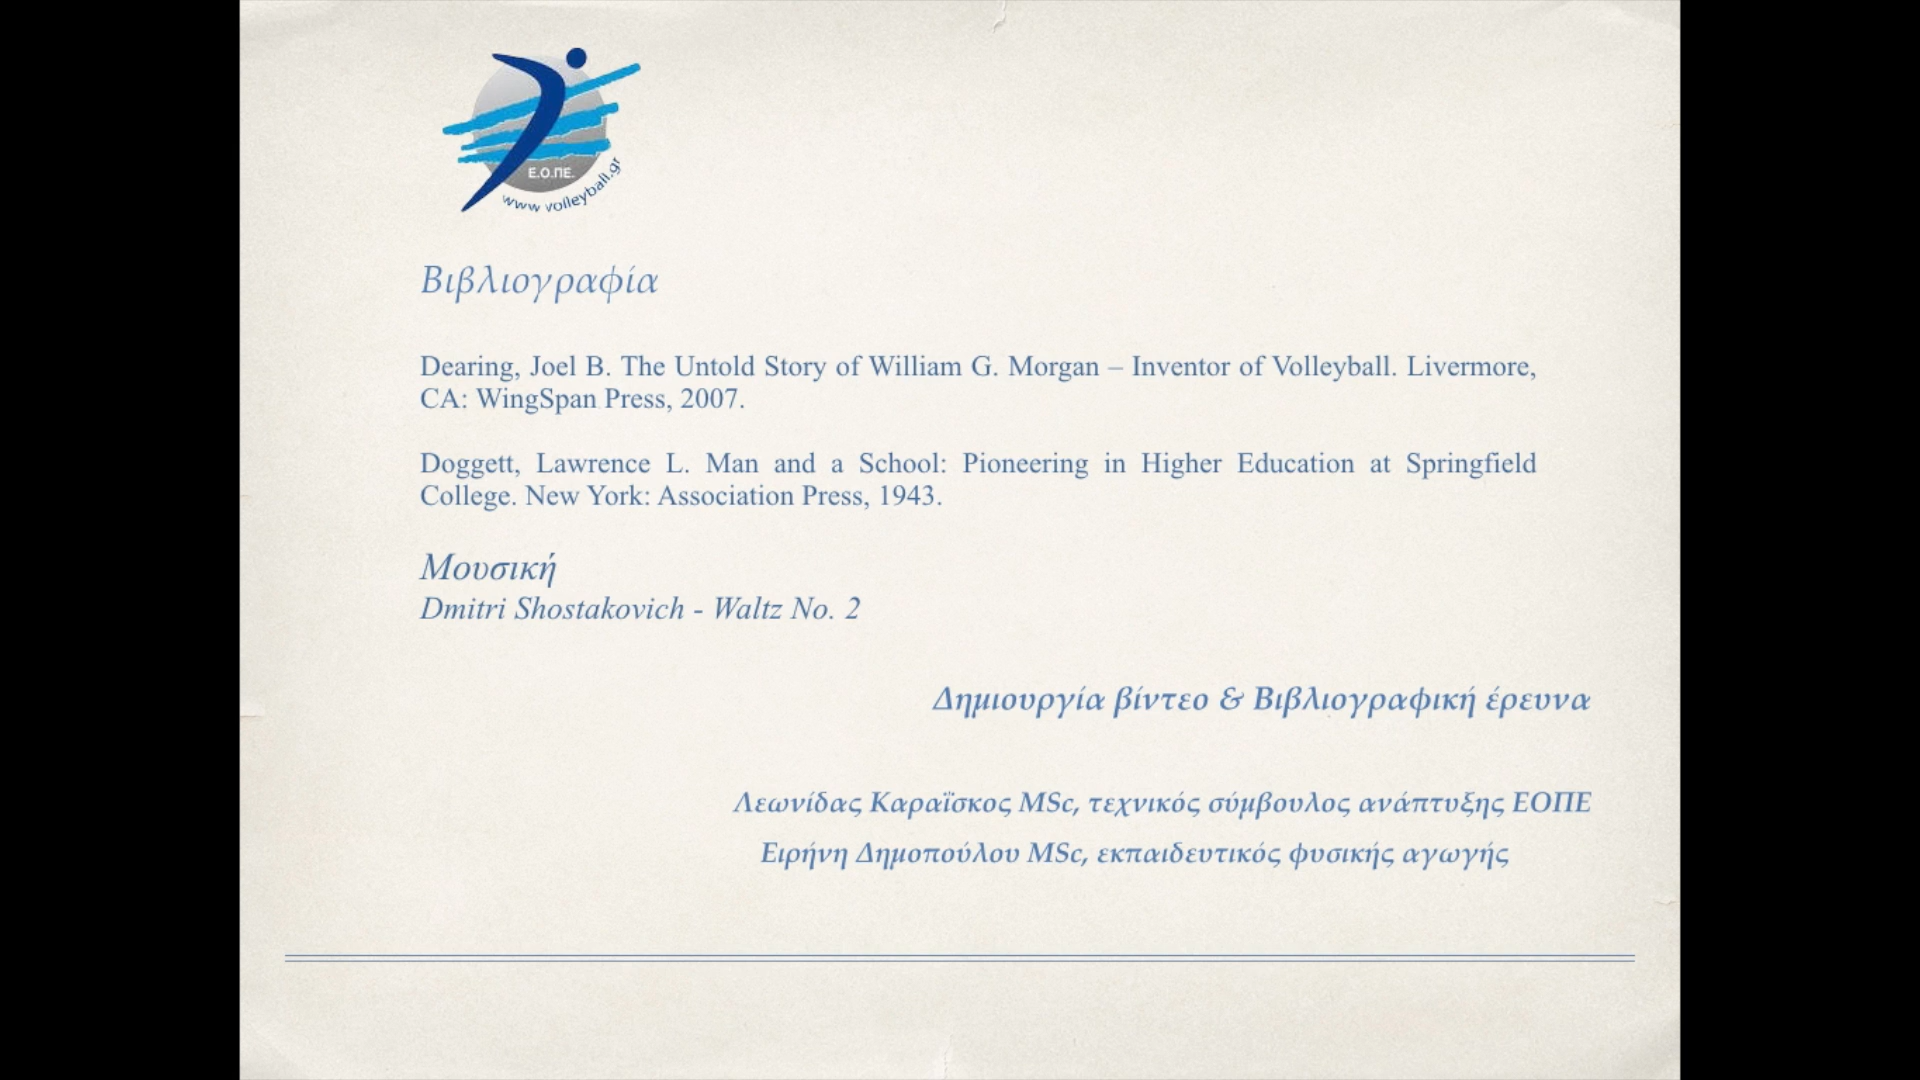 Ε.Ο.ΠΕ.
www.volleyball.gr
Βιβλιογραφία
Dearing, Joel B. The Untold Story of William G. Morgan – Inventor of Volleyball. Livermore,
CA: WingSpan Press, 2007.
Doggett, Lawrence L. Man and a School: Pioneering in Higher Education at Springfield
College. New York: Association Press, 1943.
Μουσική
Dmitri Shostakovich - Waltz No. 2
Δημιουργία βίντεο & Βιβλιογραφική έρευνα
Λεωνίδας Καραΐσκος MSc, τεχνικός σύμβουλος ανάπτυξης ΕΟΠΕ
Ειρήνη Δημοπούλου MSc, εκπαιδευτικός φυσικής αγωγής